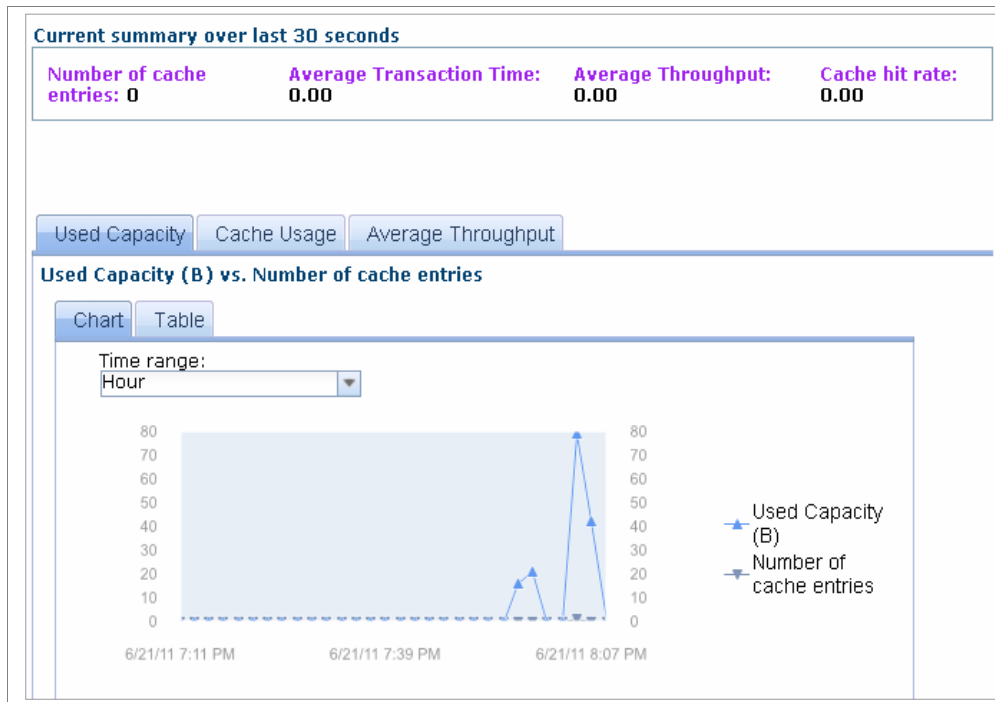 Current summary over last 30 seconds
Number of cache entries: 0
Average Transaction Time: 0.00
Average Throughput: 0.00
Cache hit rate: 0.00
Used Capacity
Cache Usage
Average Throughput
Used Capacity (B) vs. Number of cache entries
Chart
Table
Time range:
Hour
80
70
60
50
40
30
20
10
0
80
70
60
50
40
30
20
10
0
6/21/11 7:11 PM
6/21/11 7:39 PM
6/21/11 8:07 PM
Used Capacity
(B)
Number of
cache entries